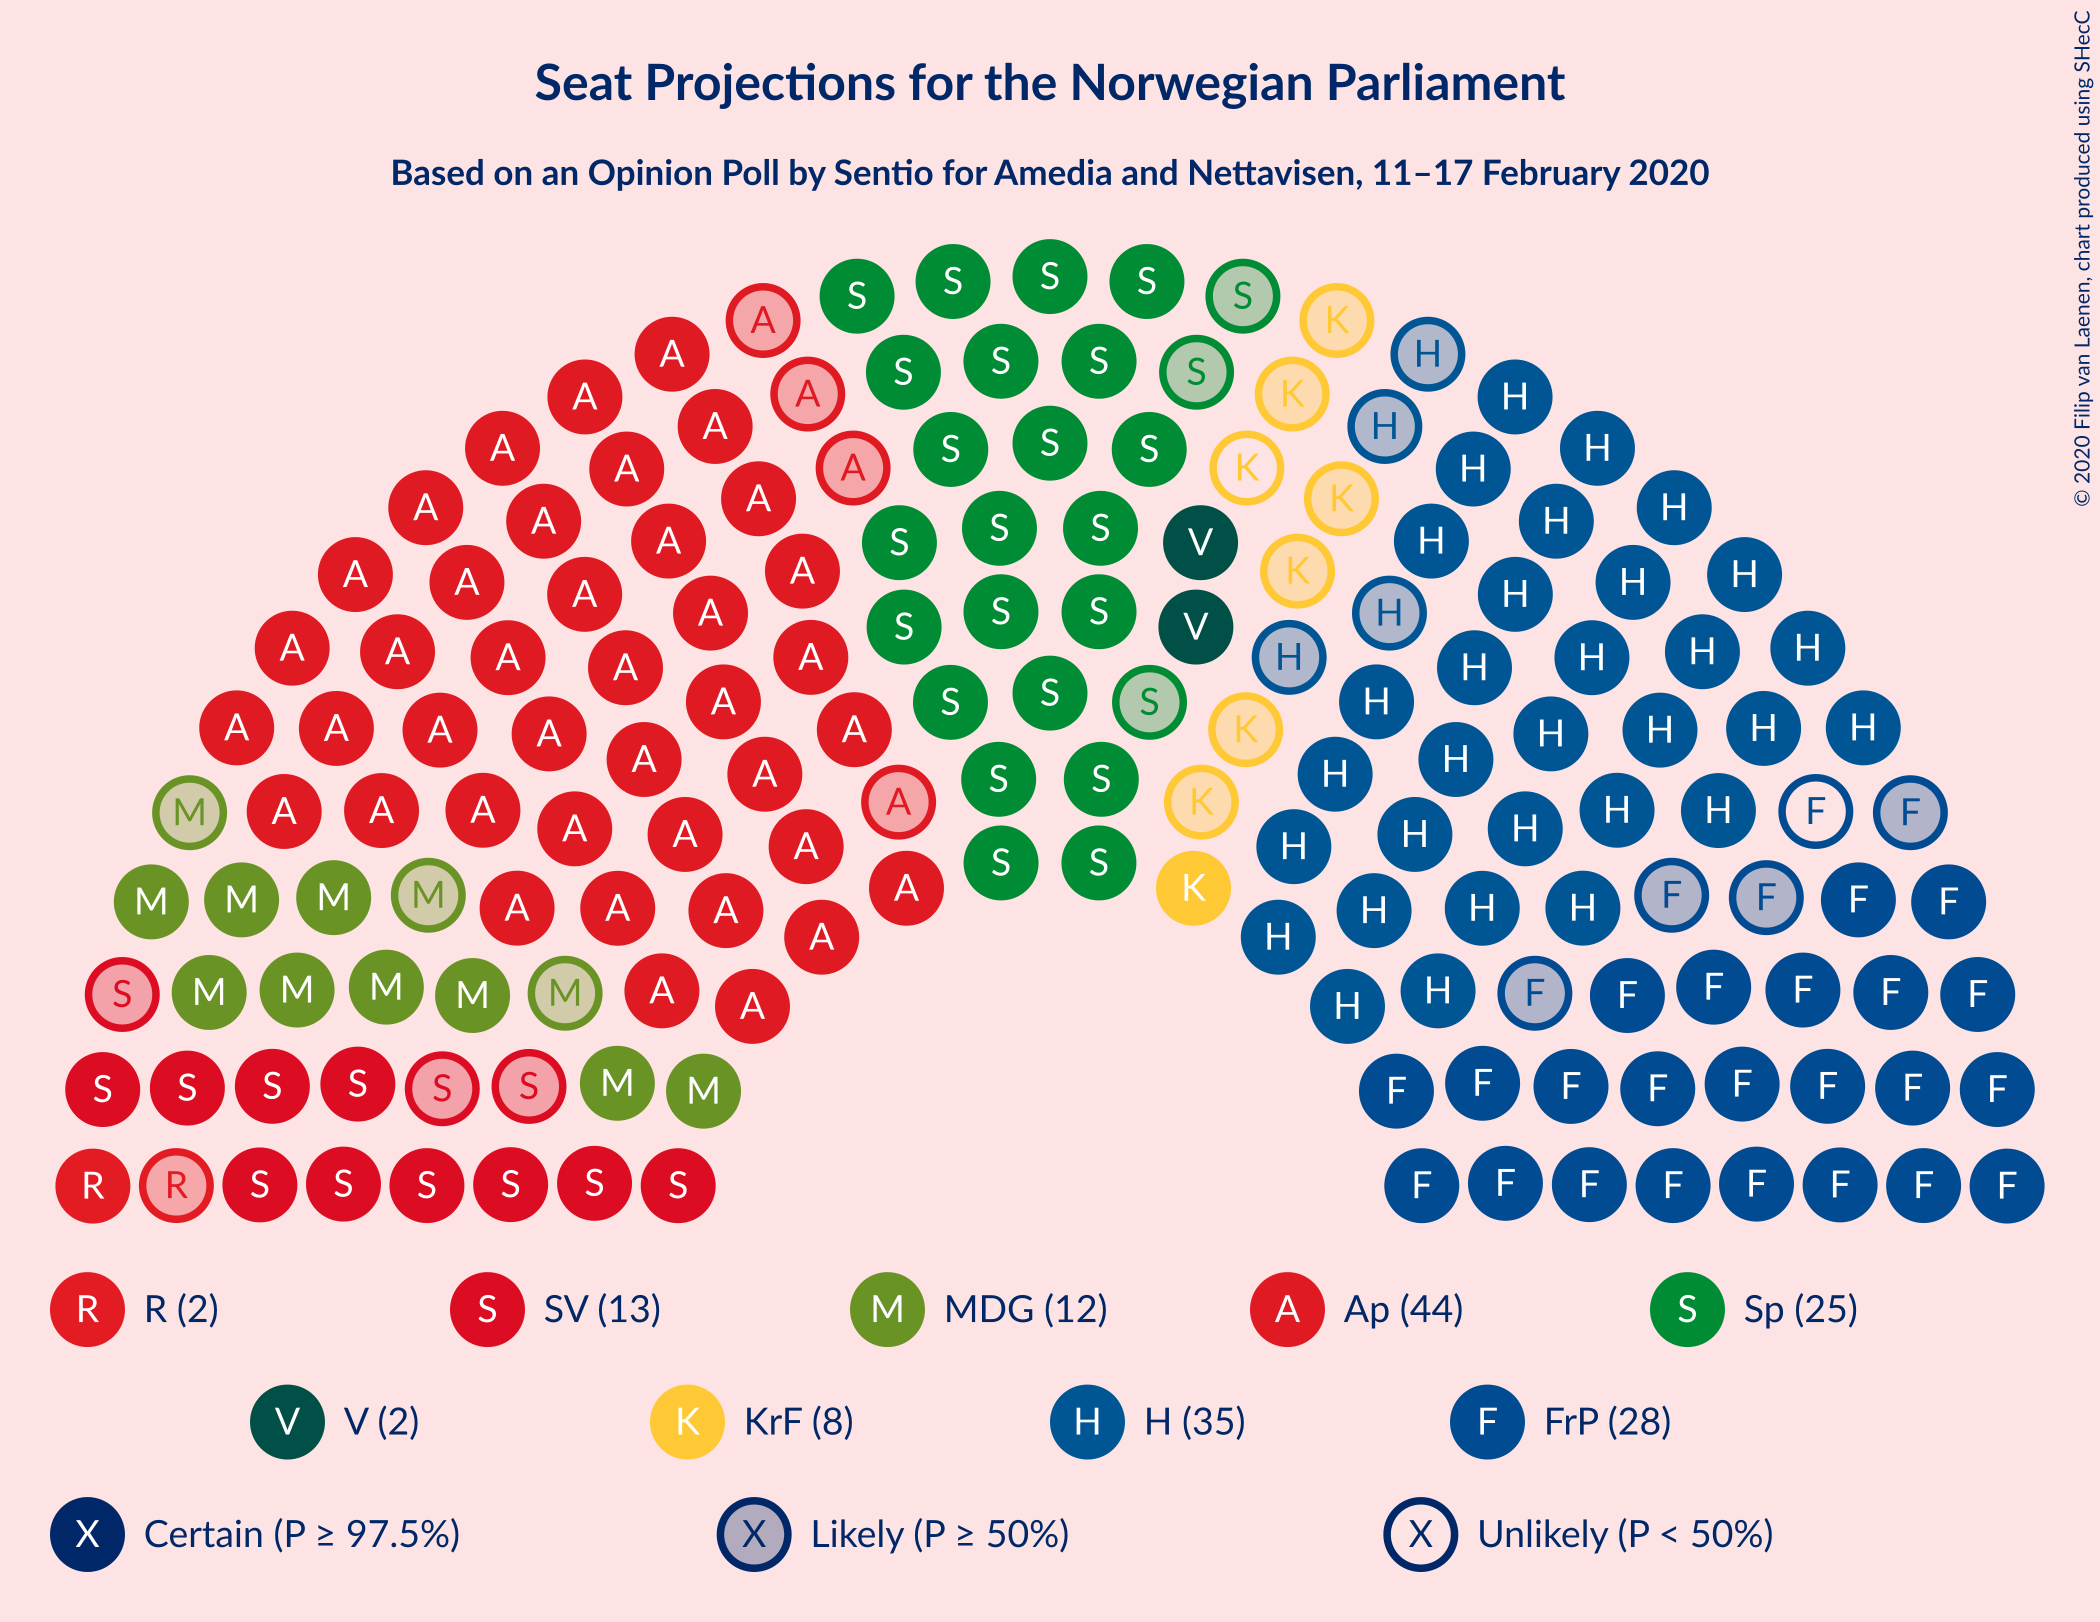 Seat Projections for the Norwegian Parliament
Based on an Opinion Poll by Sentio for Amedia and Nettavisen, 11–17 February 2020
© 2020 Filip van Laenen, chart produced using SHecC
S S S S S
A S S S S K
A A S S S K H
A A A S S S K K H H
A A A A S S S V K H H H
A A A A A S S S V K H H H H
A A A A A A S S S H H H H H H
A A A A A A A S S K H H H H H H
M A A A A A A A S S K H H H H H F F
M M M M A A A A A K H H H H F F F F
S M M M M M A A H H F F F F F F
S S S S S S M M F F F F F F F F
R R S S S S S S F F F F F F F F
R R (2) S SV (13) M MDG (12) A Ap (44) S Sp (25)
V V (2) K KrF (8) H H (35) F FrP (28)
X Certain (P ≥ 97.5%) X Likely (P ≥ 50%) X Unlikely (P < 50%)